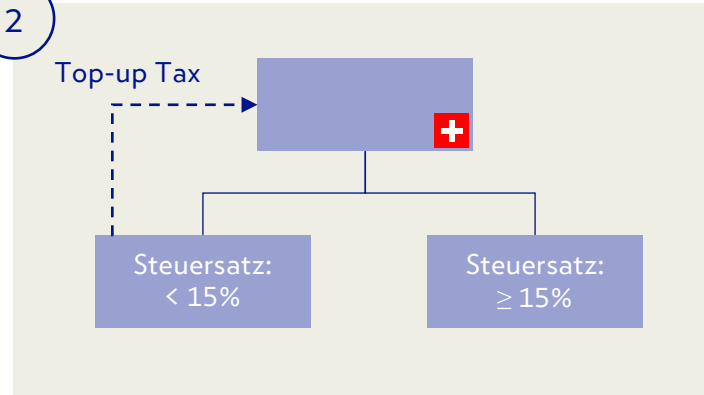 2
Top-up Tax
Steuersatz:
< 15%
Steuersatz:
≥ 15%